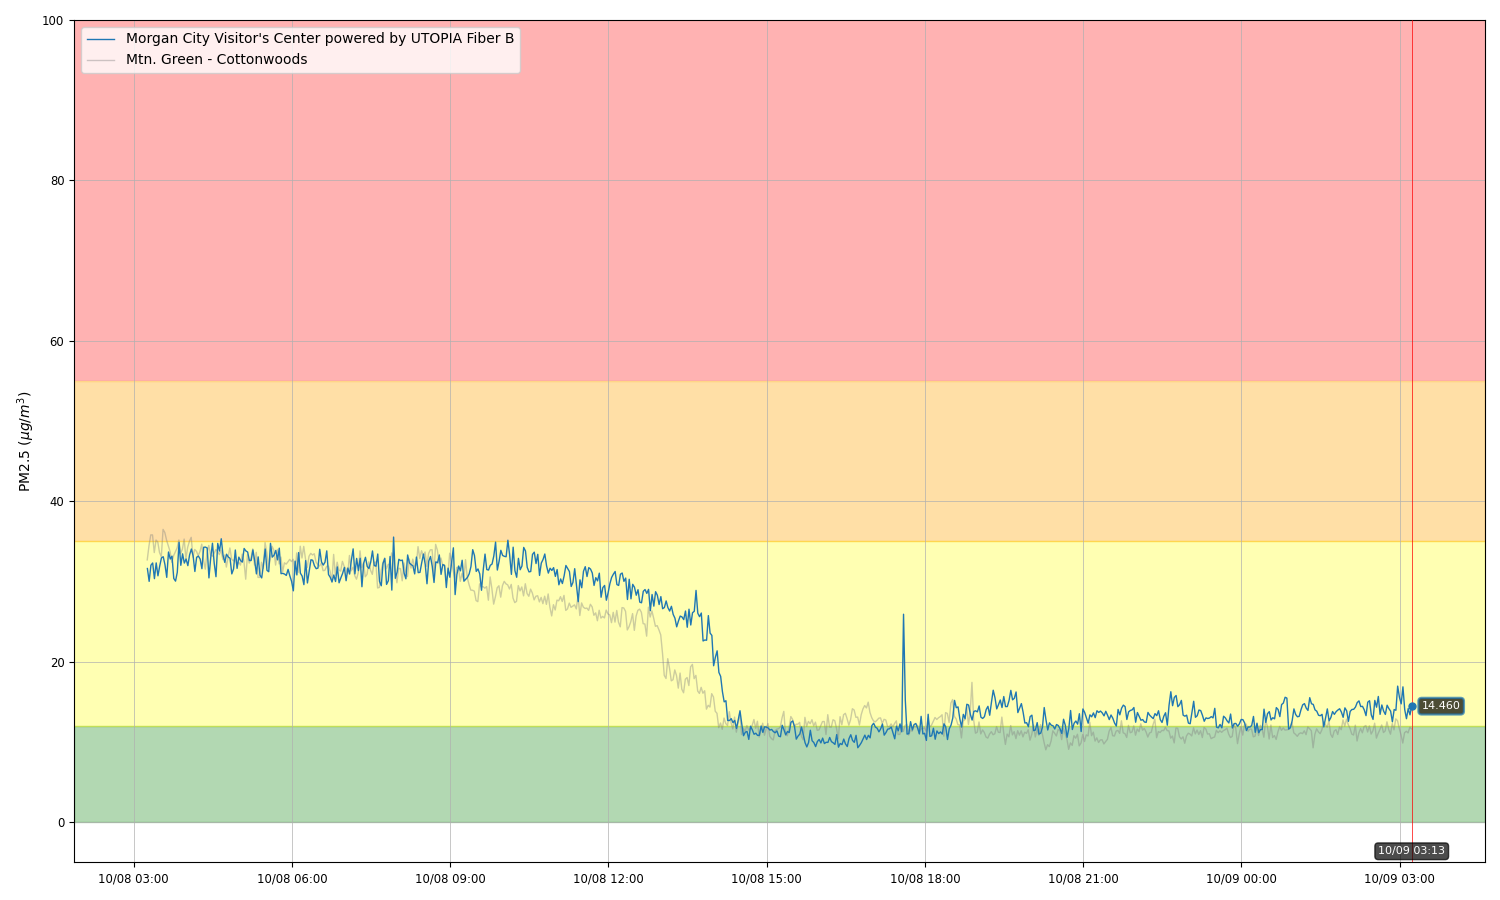 100
Morgan City Visitor's Center powered by UTOPIA Fiber B
Mtn. Green - Cottonwoods
80
60
PM2.5 (μg/m³)
40
20
14.460
0
10/09 03:13
10/08 03:00 10/08 06:00 10/08 09:00 10/08 12:00 10/08 15:00 10/08 18:00 10/08 21:00 10/09 00:00 10/09 03:00